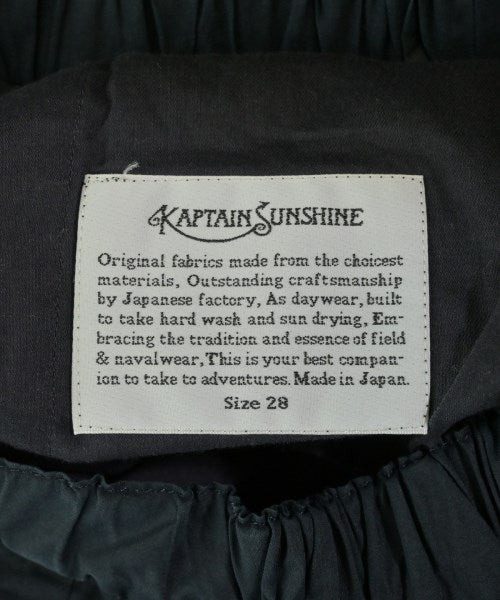 KAPTAIN SUNSHINE
Original fabrics made from the choicest
materials, Outstanding craftsmanship
by Japanese factory, As daywear, built
to take hard wash and sun drying, Em-
bracing the tradition and essence of field
& navalwear, This is your best compan-
ion to take to adventures. Made in Japan.
Size 28